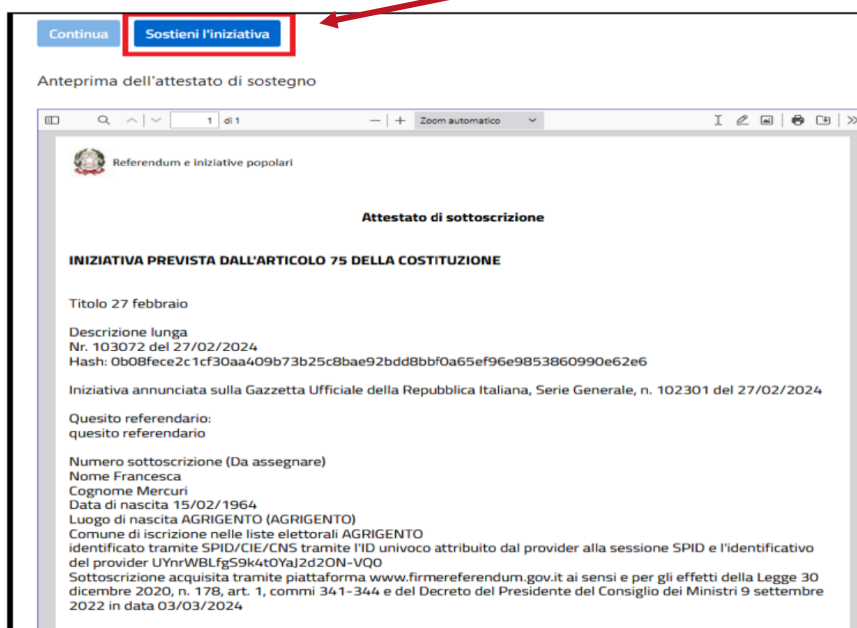 Continua
Sostieni l'iniziativa
Anteprima dell'attestato di sostegno
1 di 1
Zoom automatico
Referendum e iniziative popolari
Attestato di sottoscrizione
INIZIATIVA PREVISTA DALL'ARTICOLO 75 DELLA COSTITUZIONE
Titolo 27 febbraio
Descrizione lunga
Nr. 103072 del 27/02/2024
Hash: 0b08fece2c1cf30aa409b73b25c8bae92bdd8bbf0a65ef96e9853860990e62e6
Iniziativa annunciata sulla Gazzetta Ufficiale della Repubblica Italiana, Serie Generale, n. 102301 del 27/02/2024
Quesito referendario:
quesito referendario
Numero sottoscrizione (Da assegnare)
Nome Francesca
Cognome Mercuri
Data di nascita 15/02/1964
Luogo di nascita AGRIGENTO (AGRIGENTO)
Comune di iscrizione nelle liste elettorali AGRIGENTO
identificato tramite SPID/CIE/CNS tramite l'ID univoco attribuito dal provider alla sessione SPID e l'identificativo
del provider UYnrWBLfgS9k4t0YaJ2d2ON-VQ0
Sottoscrizione acquisita tramite piattaforma www.firmereferendum.gov.it ai sensi e per gli effetti della Legge 30
dicembre 2020, n. 178, art. 1, commi 341-344 e del Decreto del Presidente del Consiglio dei Ministri 9 settembre
2022 in data 03/03/2024